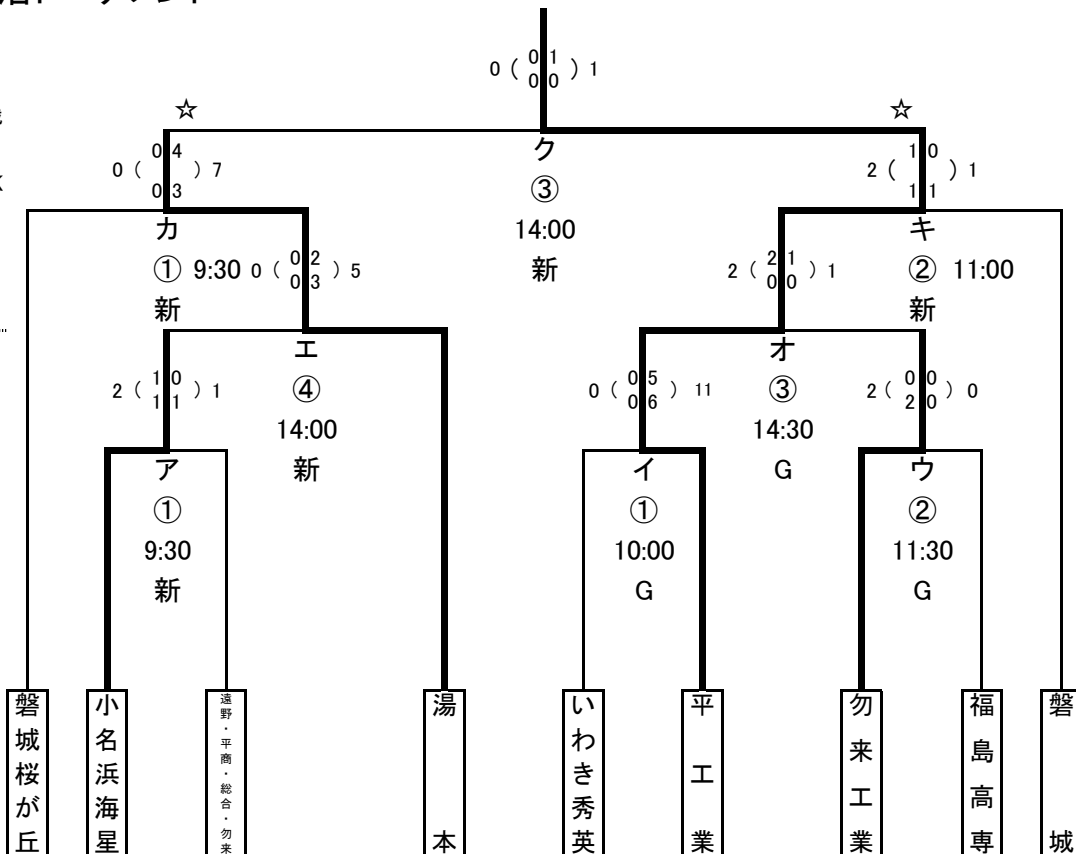 0 ( 0 1 ) 1
0 0
☆ ☆
0 ( 0 4 ) 7
0 3
ク
③
14:00
新
2 ( 1 0 ) 1
1 1
カ
① 9:30
新
0 ( 0 2 ) 5
0 3
2 ( 2 1 ) 1
0 0
キ
② 11:00
新
2 ( 1 0 ) 1
1 1
エ
④
14:00
新
0 ( 0 5 ) 11
0 6
オ
③
14:30
G
2 ( 0 0 ) 0
2 0
ア
①
9:30
新
イ
①
10:00
G
ウ
②
11:30
G
磐城桜が丘
小名浜海星
遠野・平商・総合・勿来
湯本
いわき秀英
平工業
勿来工業
福島高専
磐城